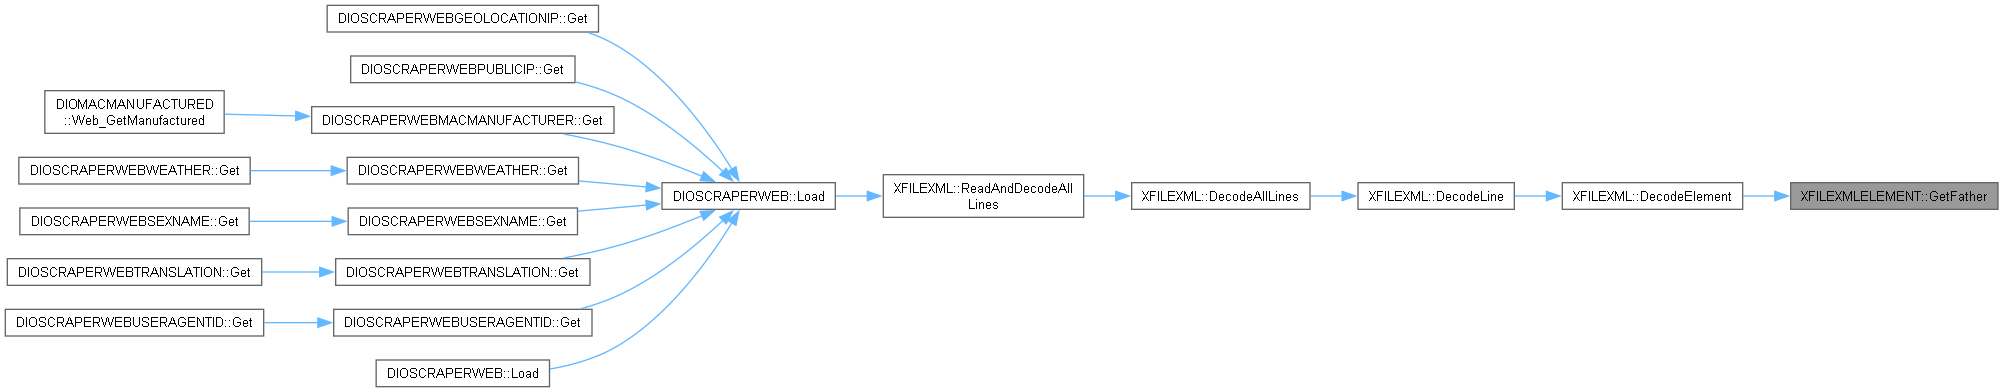 DIOSCRAPERWEBGEOLOCATIONIP::Get
DIOSCRAPERWEBPUBLICIP::Get
DIOMACMANUFACTURED
::Web_GetManufactured
DIOSCRAPERWEBMACMANUFACTURER::Get
DIOSCRAPERWEBWEATHER::Get
DIOSCRAPERWEBWEATHER::Get
DIOSCRAPERWEBSEXNAME::Get
DIOSCRAPERWEBSEXNAME::Get
DIOSCRAPERWEBTRANSLATION::Get
DIOSCRAPERWEBTRANSLATION::Get
DIOSCRAPERWEBUSERAGENTID::Get
DIOSCRAPERWEBUSERAGENTID::Get
DIOSCRAPERWEB::Load
DIOSCRAPERWEB::Load
XFILEXML::ReadAndDecodeAll
Lines
XFILEXML::DecodeAllLines
XFILEXML::DecodeLine
XFILEXML::DecodeElement
XFILEXMLELEMENT::GetFather